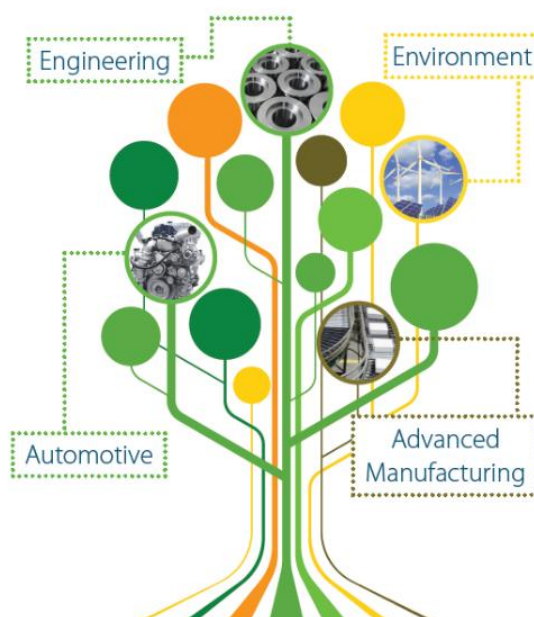 Engineering
Environment
Automotive
Advanced
Manufacturing